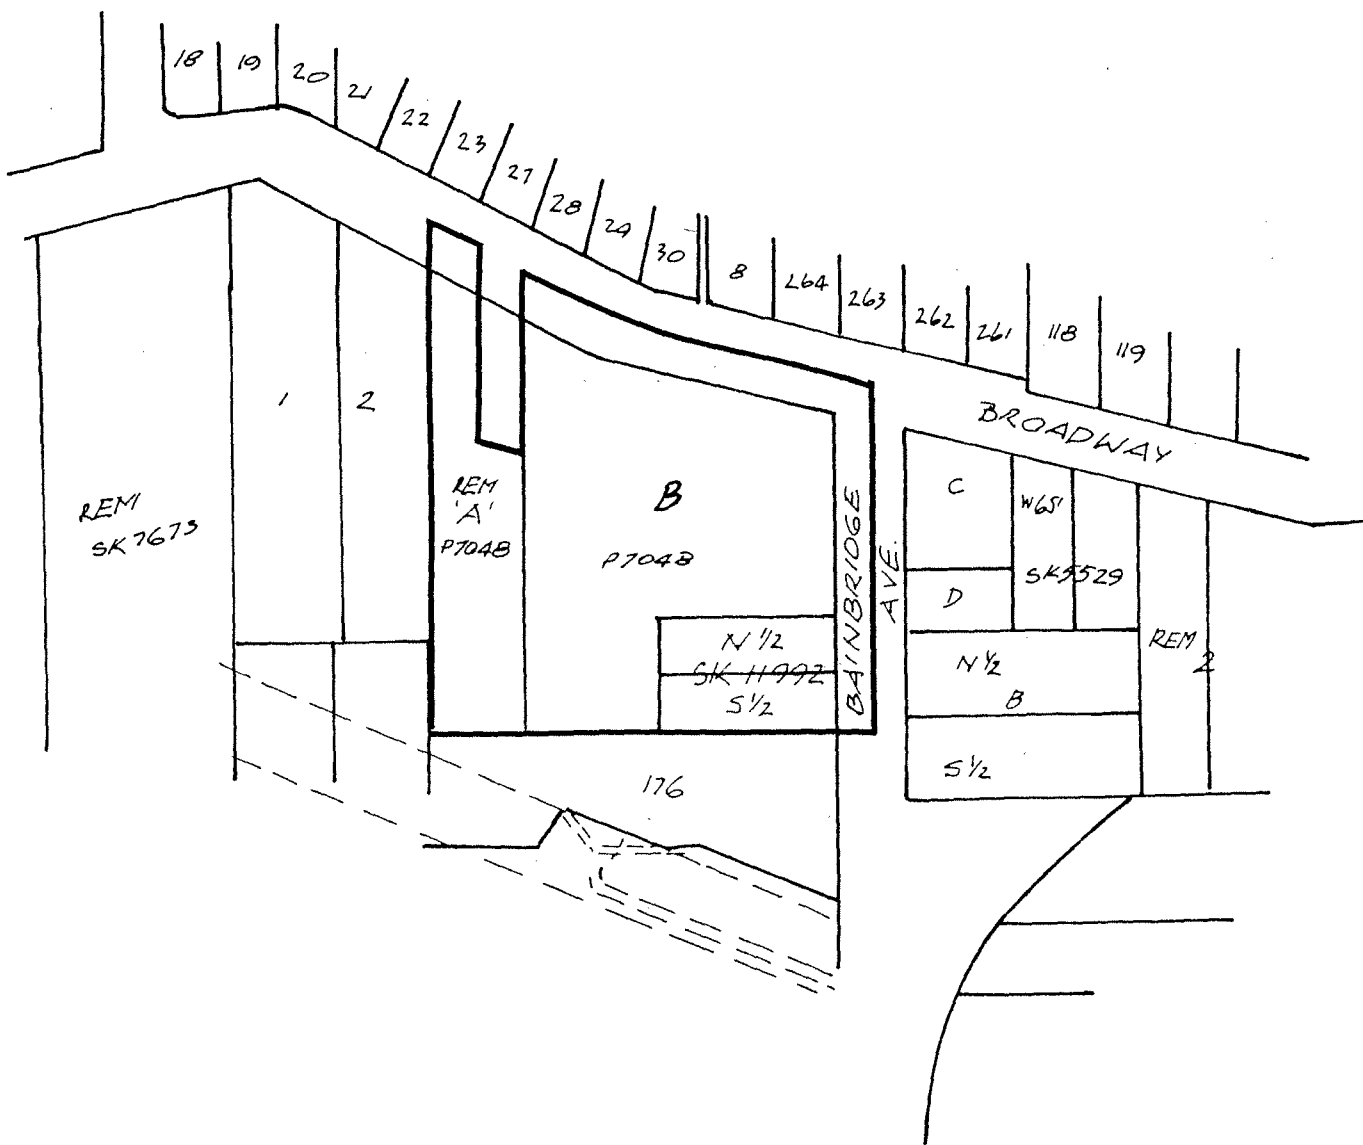 18
19
20
21
22
23
27
28
29
30
8
264
263
262
261
118
119
BROADWAY
1
2
REM
SK 7673
REM
'A'
P7048
B
P7048
BAINBRIDGE
AVE.
C
W65'
SK5529
D
N 1/2
SK 11992
S 1/2
N 1/2
B
S 1/2
REM
2
176